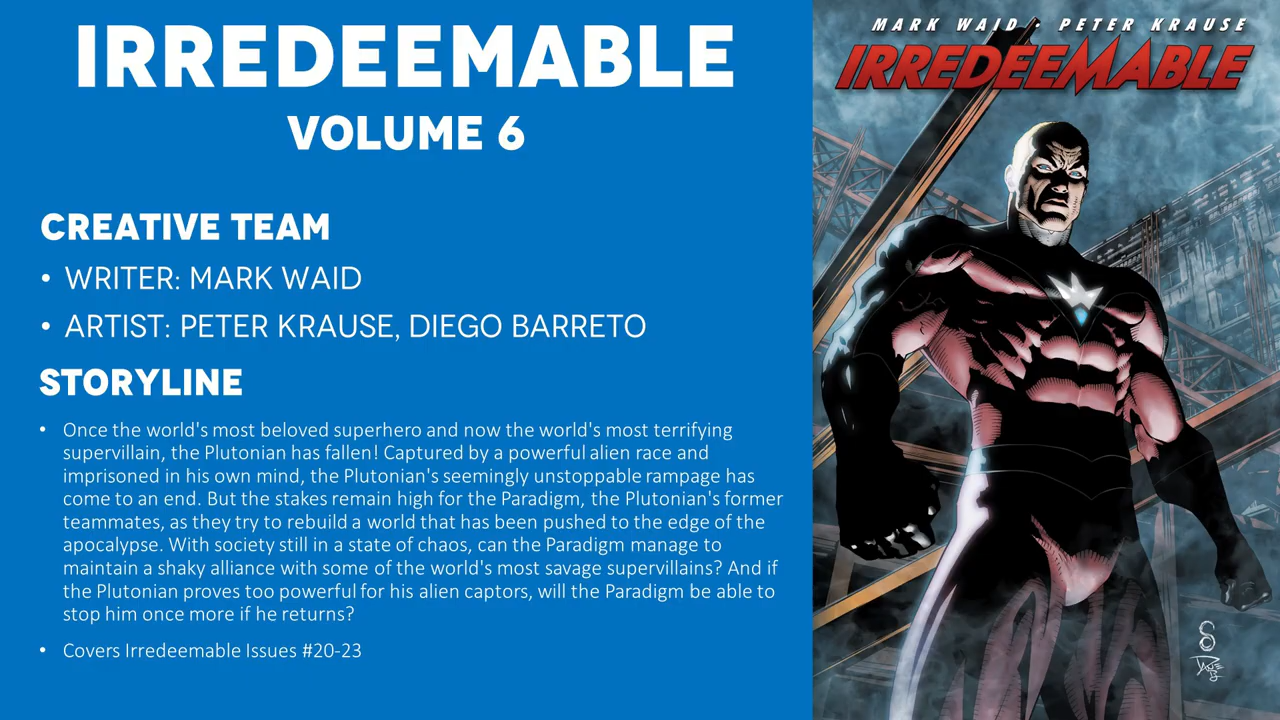 IRREDEEMABLE
VOLUME 6
CREATIVE TEAM
• WRITER: MARK WAID
• ARTIST: PETER KRAUSE, DIEGO BARRETO
STORYLINE
• Once the world's most beloved superhero and now the world's most terrifying
supervillain, the Plutonian has fallen! Captured by a powerful alien race and
imprisoned in his own mind, the Plutonian's seemingly unstoppable rampage has
come to an end. But the stakes remain high for the Paradigm, the Plutonian's former
teammates, as they try to rebuild a world that has been pushed to the edge of the
apocalypse. With society still in a state of chaos, can the Paradigm manage to
maintain a shaky alliance with some of the world's most savage supervillains? And if
the Plutonian proves too powerful for his alien captors, will the Paradigm be able to
stop him once more if he returns?
• Covers Irredeemable Issues #20-23
MARK WAID · PETER KRAUSE
IRREDEEMABLE